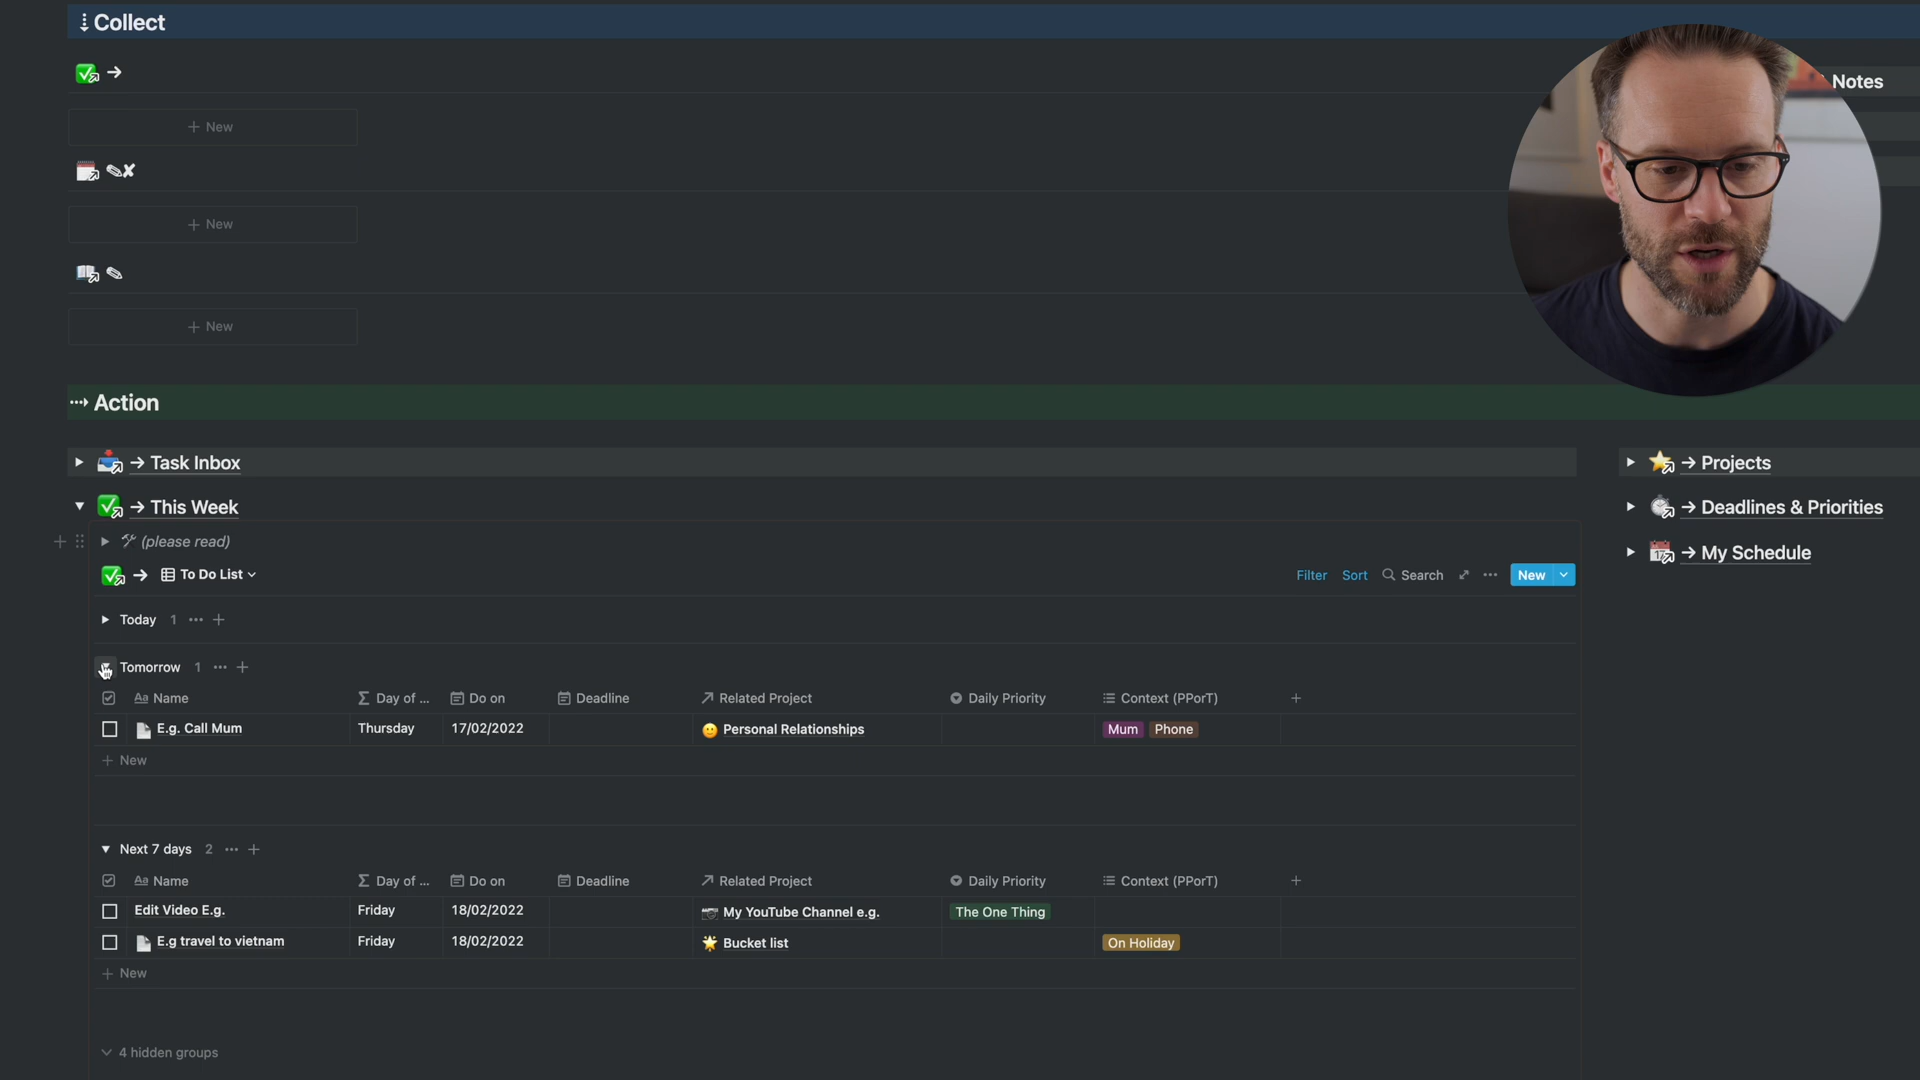 Collect
Notes
→
+ New
+ New
+ New
Action
→ Task Inbox
→ Projects
→ This Week
→ Deadlines & Priorities
(please read)
→ My Schedule
→ To Do List
Filter Sort Search ••• New
Today 1 ••• +
Tomorrow 1 ••• +
Aa Name Σ Day of ... Do on Deadline Related Project Daily Priority Context (PPorT) +
E.g. Call Mum Thursday 17/02/2022 Personal Relationships Mum Phone
+ New
Next 7 days 2 ••• +
Aa Name Σ Day of ... Do on Deadline Related Project Daily Priority Context (PPorT) +
Edit Video E.g. Friday 18/02/2022 My YouTube Channel e.g. The One Thing
E.g travel to vietnam Friday 18/02/2022 Bucket list On Holiday
+ New
4 hidden groups